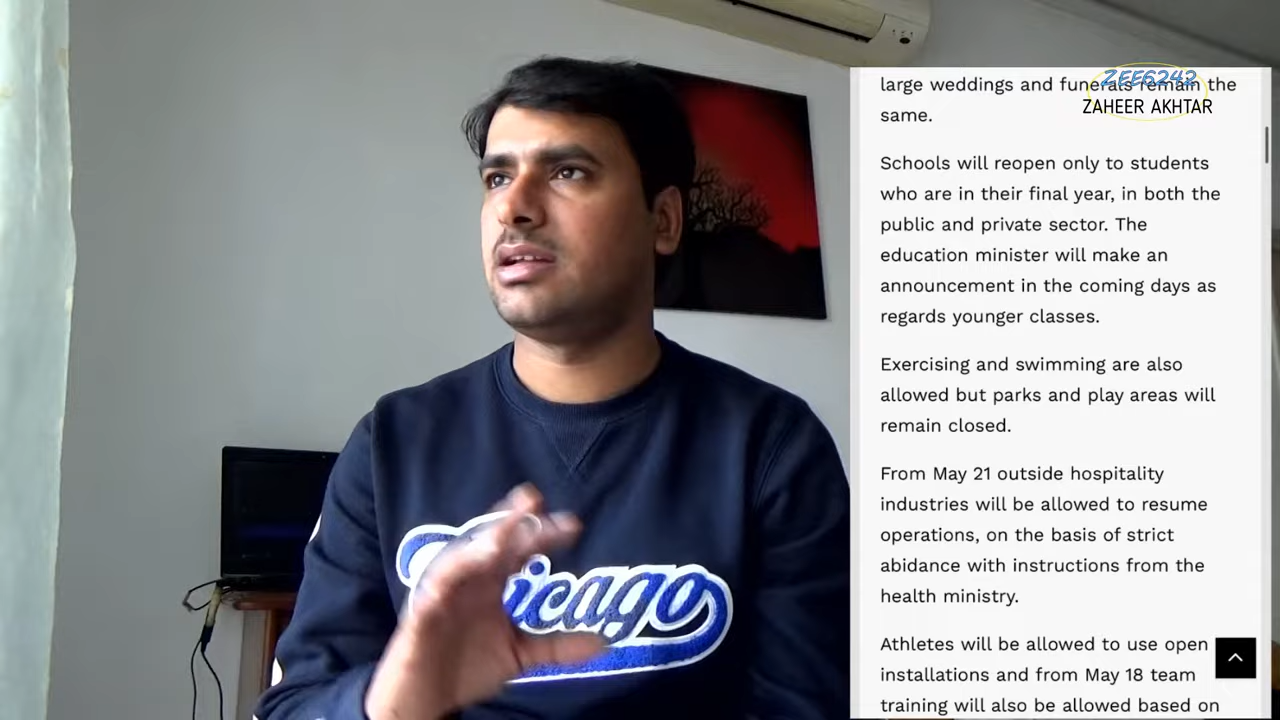 ZEE6243
ZAHEER AKHTAR
large weddings and funerals remain the
same.
Schools will reopen only to students
who are in their final year, in both the
public and private sector. The
education minister will make an
announcement in the coming days as
regards younger classes.
Exercising and swimming are also
allowed but parks and play areas will
remain closed.
From May 21 outside hospitality
industries will be allowed to resume
operations, on the basis of strict
abidance with instructions from the
health ministry.
Athletes will be allowed to use open
installations and from May 18 team
training will also be allowed based on
Chicago